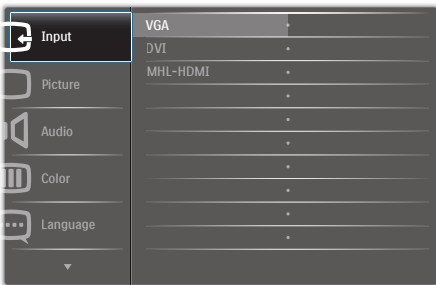 Input
Picture
Audio
Color
Language
VGA
DVI
MHL-HDMI